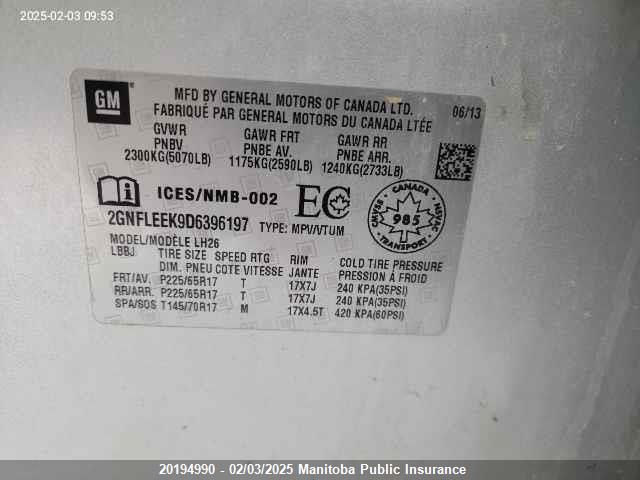 2025-02-03 09:53
GM
MFD BY GENERAL MOTORS OF CANADA LTD. 06/13
FABRIQUÉ PAR GENERAL MOTORS DU CANADA LTÉE
GVWR GAWR FRT GAWR RR
PNBV PNBE AV. PNBE ARR.
2300KG(5070LB) 1175KG(2590LB) 1240KG(2733LB)
ICES/NMB-002 EC
CANADA
CMVSS 985 NSVAC
TRANSPORT
2GNFLEEK9D6396197 TYPE: MPV/VTUM
MODEL/MODÈLE LH26
LBBJ TIRE SIZE SPEED RTG RIM COLD TIRE PRESSURE
DIM. PNEU COTE VITESSE JANTE PRESSION À FROID
FRT/AV. P225/65R17 T 17X7J 240 KPA(35PSI)
RR/ARR. P225/65R17 T 17X7J 240 KPA(35PSI)
SPA/SOS T145/70R17 M 17X4.5T 420 KPA(60PSI)
20194990 - 02/03/2025 Manitoba Public Insurance